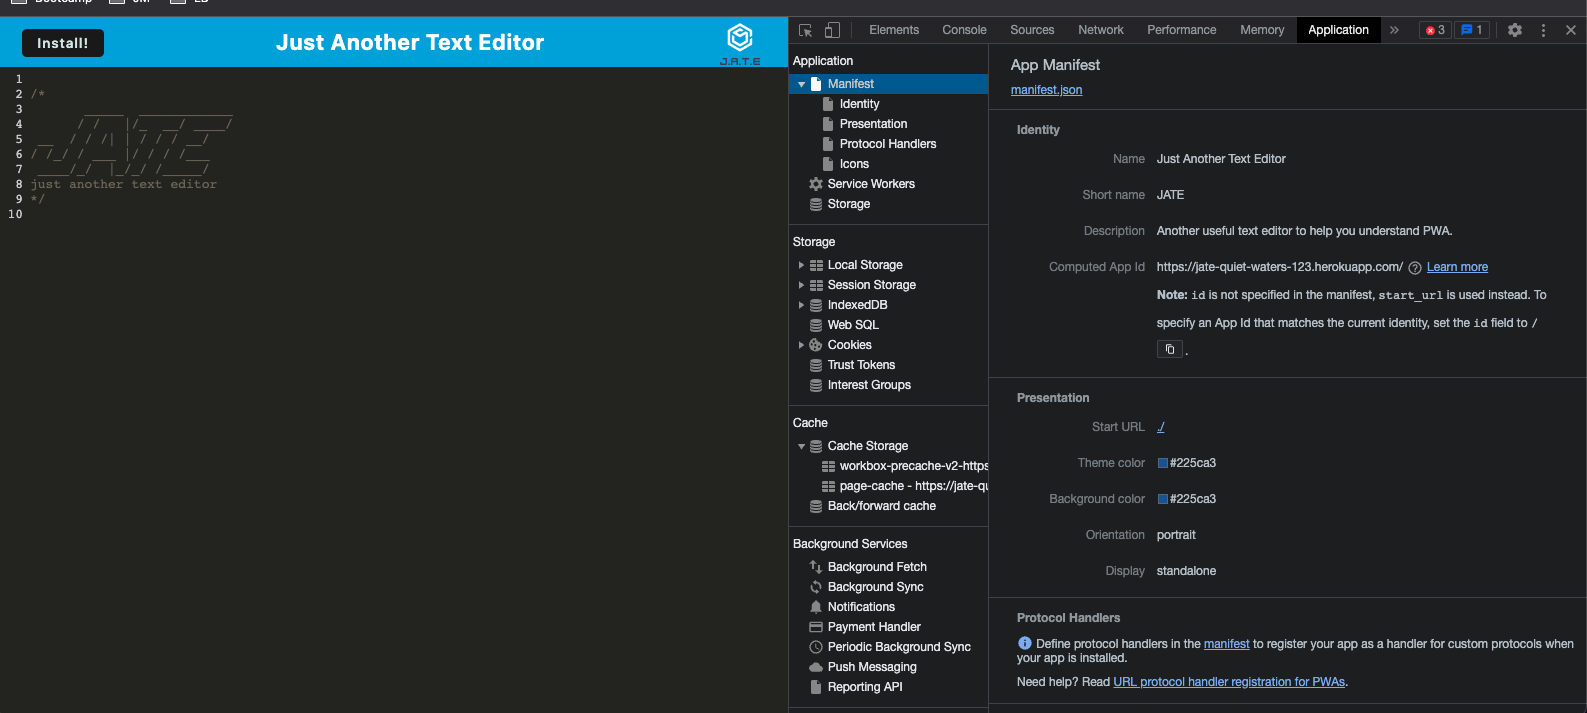 Install!
Just Another Text Editor
J.A.T.E
1
2 /*
3
4
5
6
7
8 just another text editor
9 */
10
Elements Console Sources Network Performance Memory Application » 3 1
Application
Manifest
Identity
Presentation
Protocol Handlers
Icons
Service Workers
Storage
Storage
Local Storage
Session Storage
IndexedDB
Web SQL
Cookies
Trust Tokens
Interest Groups
Cache
Cache Storage
workbox-precache-v2-https
page-cache - https://jate-qu
Back/forward cache
Background Services
Background Fetch
Background Sync
Notifications
Payment Handler
Periodic Background Sync
Push Messaging
Reporting API
App Manifest
manifest.json
Identity
Name Just Another Text Editor
Short name JATE
Description Another useful text editor to help you understand PWA.
Computed App Id https://jate-quiet-waters-123.herokuapp.com/ ? Learn more
Note: id is not specified in the manifest, start_url is used instead. To
specify an App Id that matches the current identity, set the id field to /
.
Presentation
Start URL ./
Theme color #225ca3
Background color #225ca3
Orientation portrait
Display standalone
Protocol Handlers
Define protocol handlers in the manifest to register your app as a handler for custom protocols when
your app is installed.
Need help? Read URL protocol handler registration for PWAs.